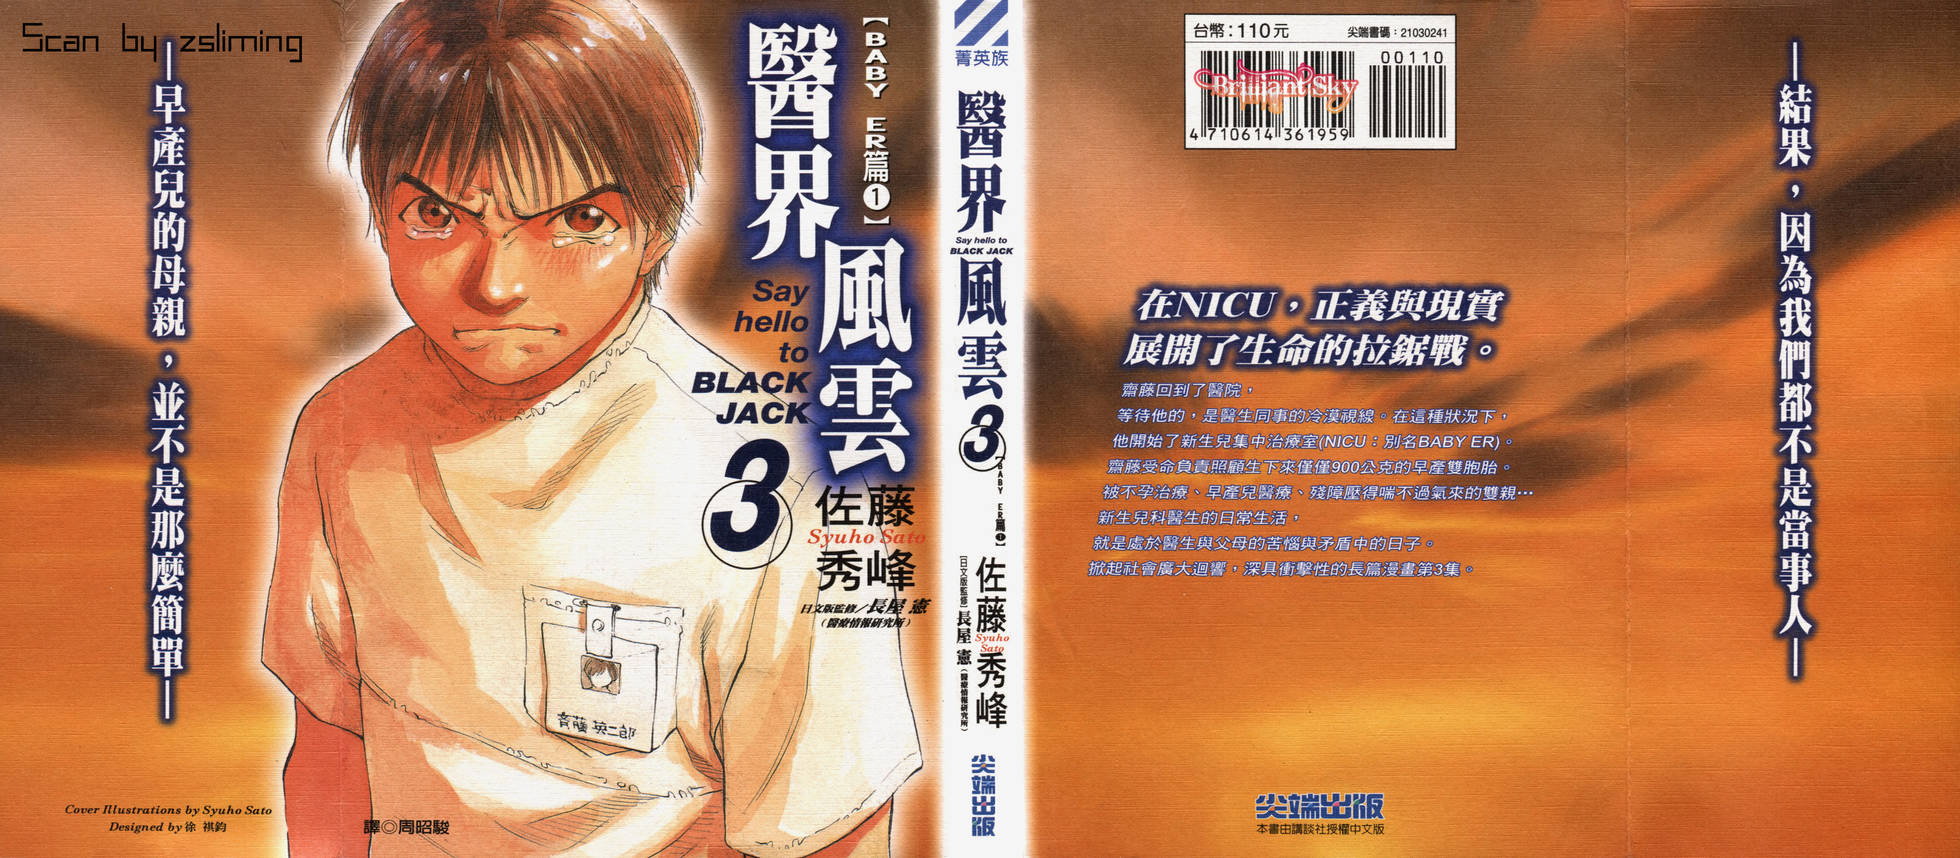 Scan by zsliming
—早產兒的母親，並不是那麼簡單—
Cover Illustrations by Syuho Sato
Designed by 徐 祺鈞
【BABY ER篇❶】
醫界風雲
Say
hello
to
BLACK
JACK
3
佐藤
Syuho Sato
秀峰
日文版監修／長屋 憲
（醫療情報研究所）
斉藤 英二郎
譯◎周昭駿
菁英族
醫界
Say hello to
BLACK JACK
風雲
3
【BABY ER篇❶】
佐藤
Syuho
Sato
秀峰
［日文版監修］長屋 憲（醫療情報研究所）
尖端出版
台幣：110元
尖端書碼：21030241
00110
Brilliant Sky
4 710614 361959
在NICU，正義與現實
展開了生命的拉鋸戰。
齋藤回到了醫院，
等待他的，是醫生同事的冷漠視線。在這種狀況下，
他開始了新生兒集中治療室(NICU：別名BABY ER)。
齋藤受命負責照顧生下來僅僅900公克的早產雙胞胎。
被不孕治療、早產兒醫療、殘障壓得喘不過氣來的雙親…
新生兒科醫生的日常生活，
就是處於醫生與父母的苦惱與矛盾中的日子。
掀起社會廣大迴響，深具衝擊性的長篇漫畫第3集。
尖端出版
本書由講談社授權中文版
—結果，因為我們都不是當事人—